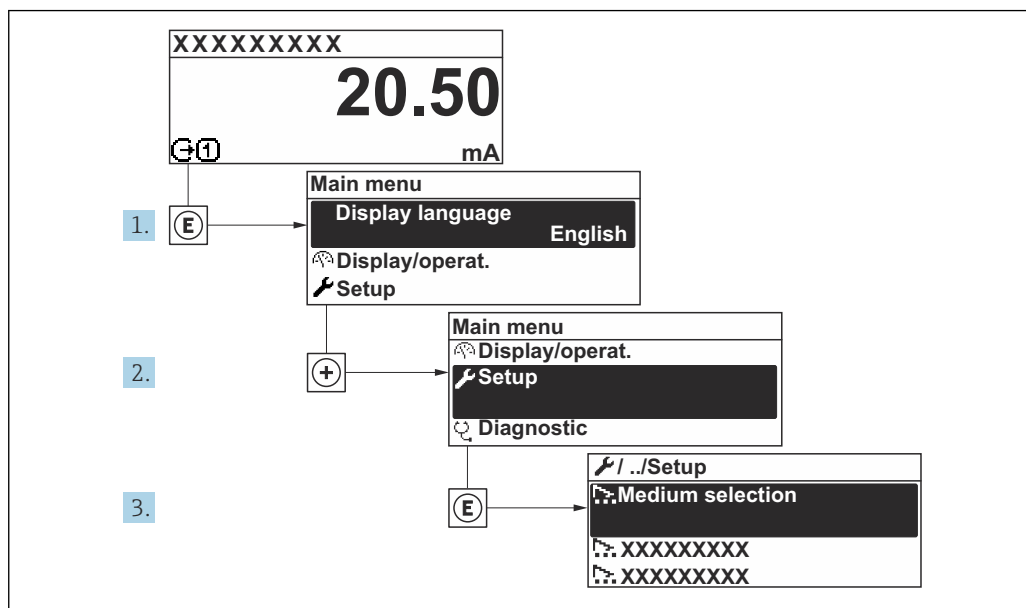 XXXXXXXXX
20.50
1
mA
Main menu
Display language
English
1.
E
Display/operat.
Setup
Main menu
Display/operat.
2.
+
Setup
Diagnostic
/ ../Setup
Medium selection
3.
E
XXXXXXXXX
XXXXXXXXX